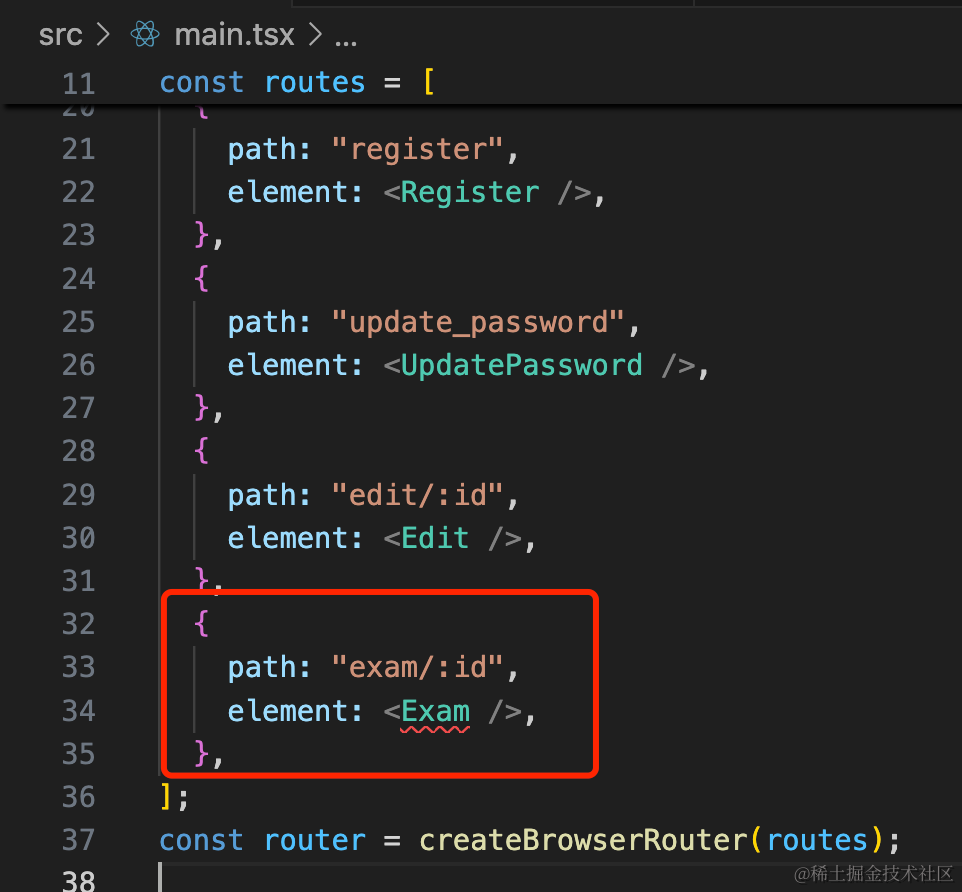 src > main.tsx > ...
11 const routes = [
20 {
21 path: "register",
22 element: <Register />,
23 },
24 {
25 path: "update_password",
26 element: <UpdatePassword />,
27 },
28 {
29 path: "edit/:id",
30 element: <Edit />,
31 },
32 {
33 path: "exam/:id",
34 element: <Exam />,
35 },
36 ];
37 const router = createBrowserRouter(routes);
38
@稀土掘金技术社区